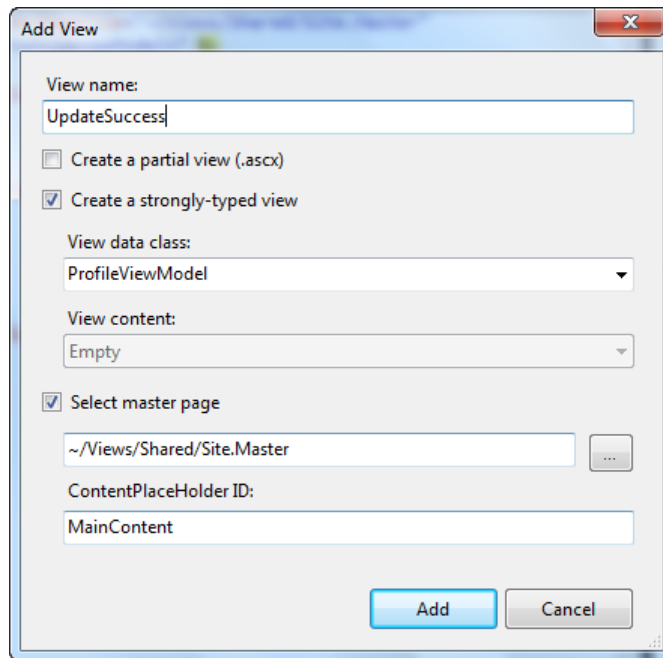 Add View
View name:
UpdateSuccess
Create a partial view (.ascx)
Create a strongly-typed view
View data class:
ProfileViewModel
View content:
Empty
Select master page
~/Views/Shared/Site.Master
...
ContentPlaceHolder ID:
MainContent
Add Cancel